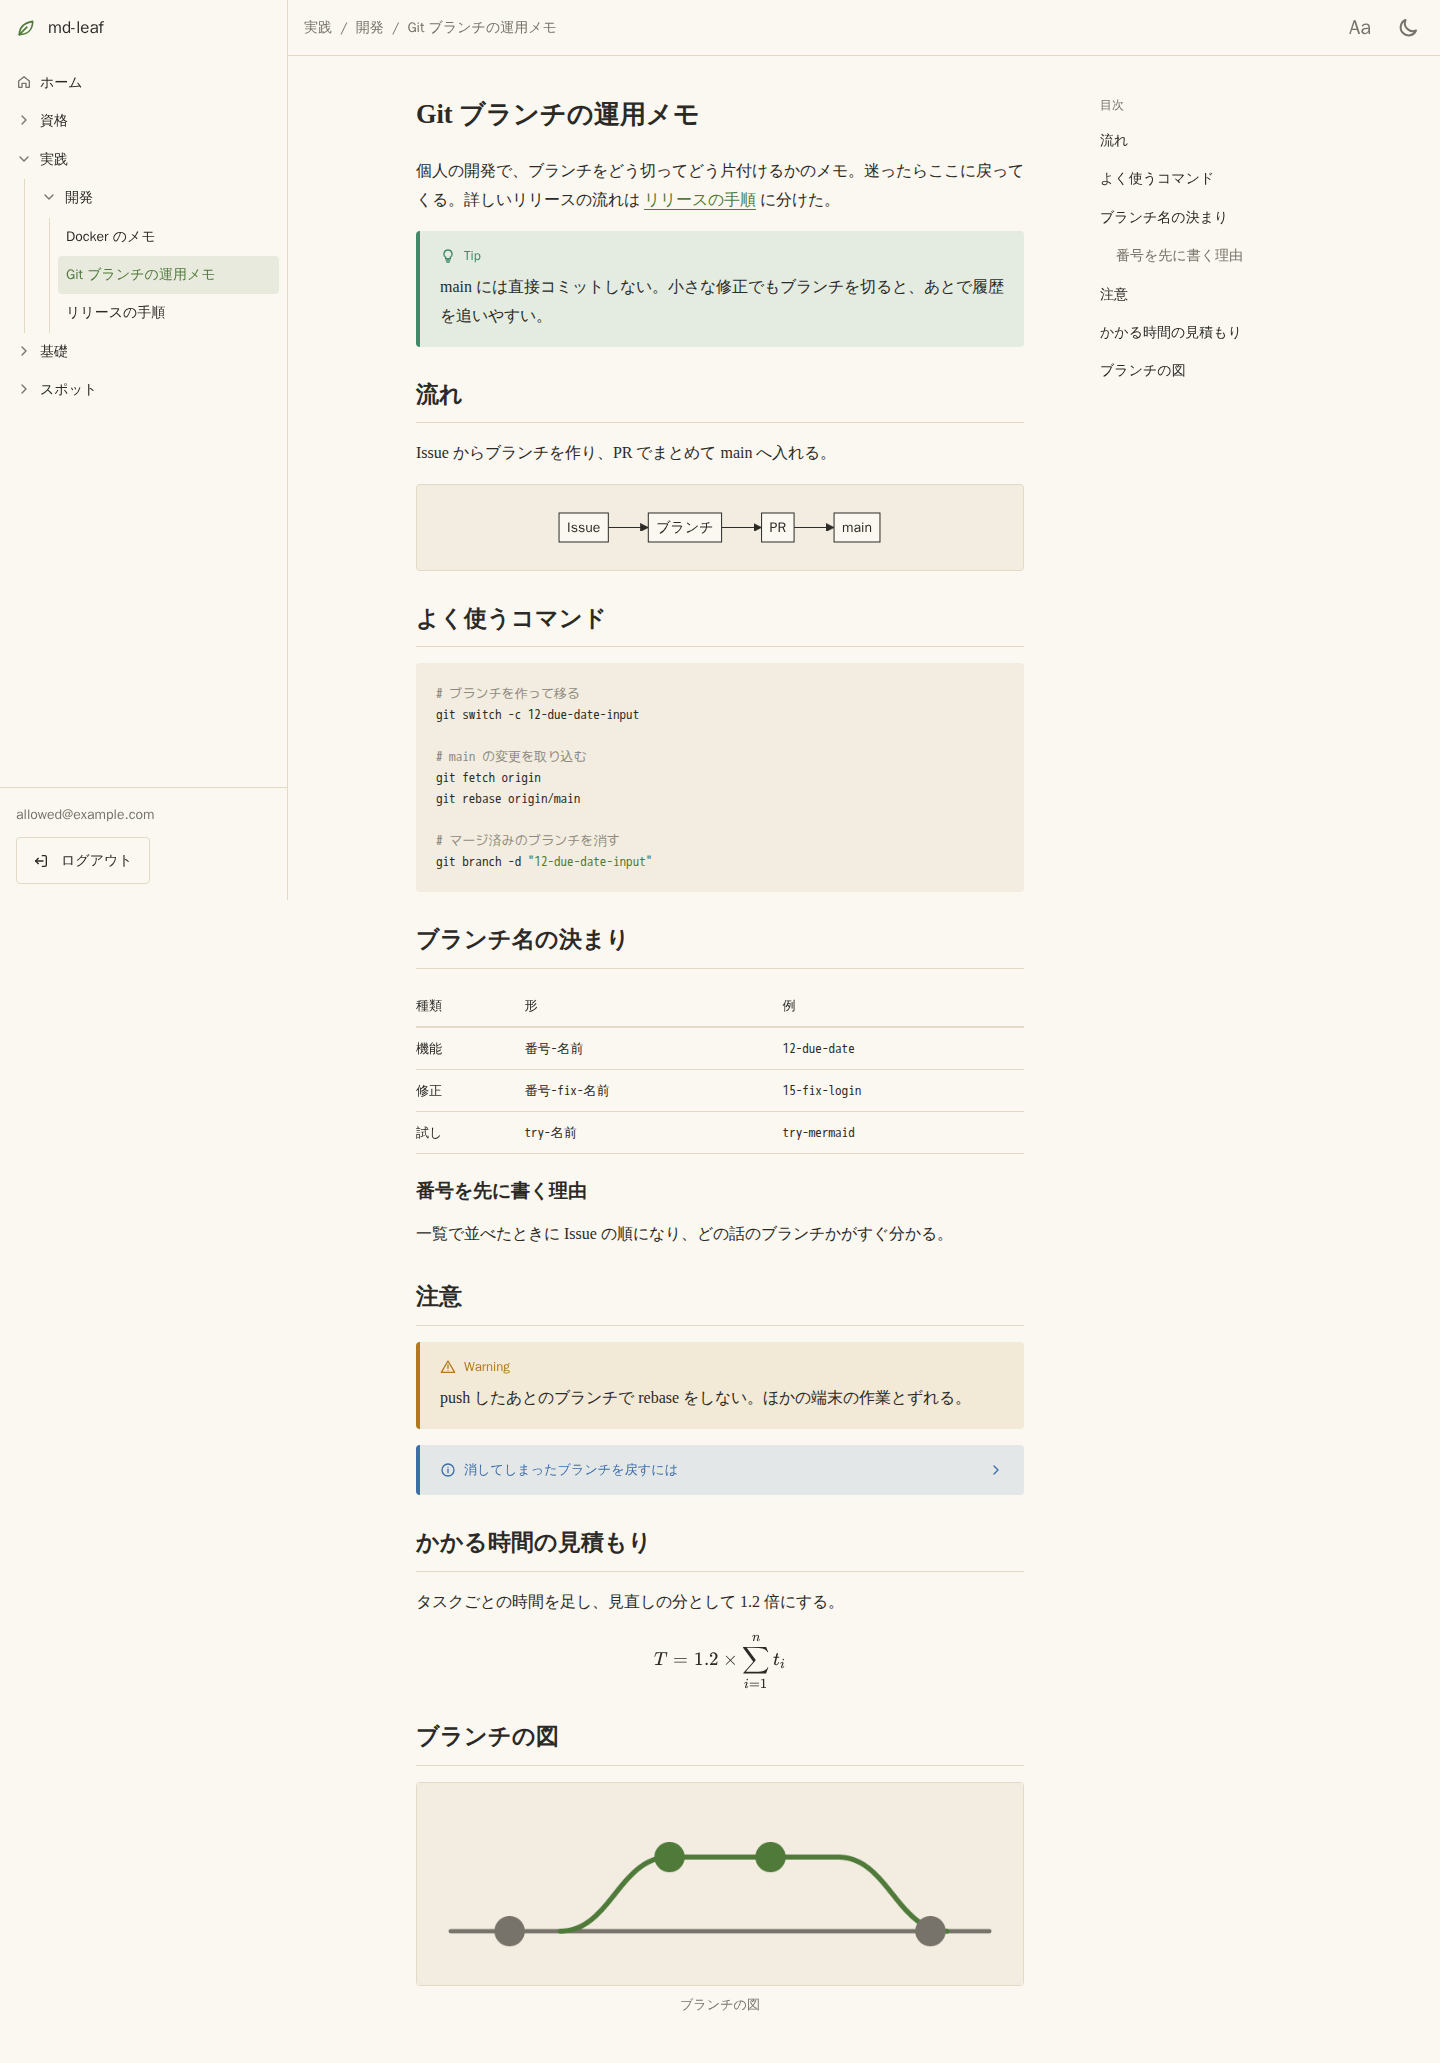 md-leaf
ホーム
資格
実践
開発
Docker のメモ
Git ブランチの運用メモ
リリースの手順
基礎
スポット
allowed@example.com
ログアウト
実践 / 開発 / Git ブランチの運用メモ
Aa
Git ブランチの運用メモ
個人の開発で、ブランチをどう切ってどう片付けるかのメモ。迷ったらここに戻って
くる。詳しいリリースの流れは リリースの手順 に分けた。
Tip
main には直接コミットしない。小さな修正でもブランチを切ると、あとで履歴
を追いやすい。
流れ
Issue からブランチを作り、PR でまとめて main へ入れる。
Issue ブランチ PR main
よく使うコマンド
# ブランチを作って移る
git switch -c 12-due-date-input
# main の変更を取り込む
git fetch origin
git rebase origin/main
# マージ済みのブランチを消す
git branch -d "12-due-date-input"
ブランチ名の決まり
種類 形 例
機能 番号-名前 12-due-date
修正 番号-fix-名前 15-fix-login
試し try-名前 try-mermaid
番号を先に書く理由
一覧で並べたときに Issue の順になり、どの話のブランチかがすぐ分かる。
注意
Warning
push したあとのブランチで rebase をしない。ほかの端末の作業とずれる。
消してしまったブランチを戻すには
かかる時間の見積もり
タスクごとの時間を足し、見直しの分として 1.2 倍にする。
n
T = 1.2 × ∑ t_i
i=1
ブランチの図
ブランチの図
目次
流れ
よく使うコマンド
ブランチ名の決まり
番号を先に書く理由
注意
かかる時間の見積もり
ブランチの図